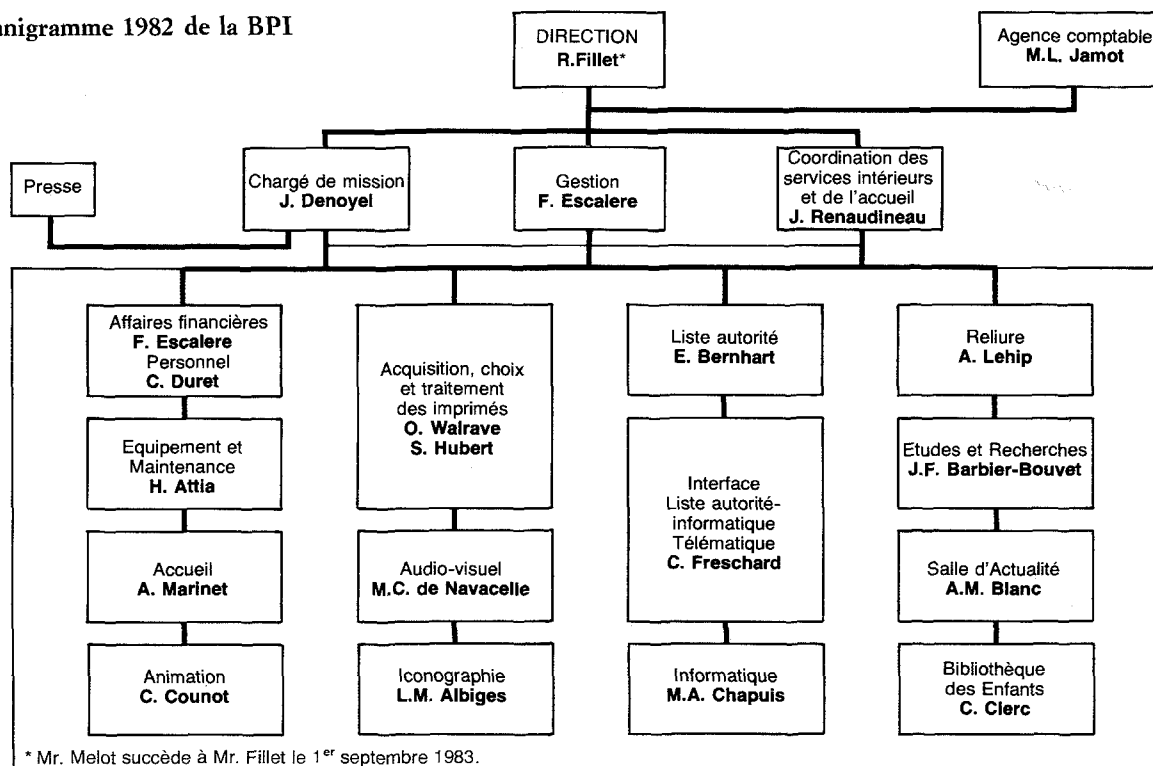 nigramme 1982 de la BPI
DIRECTION
R.Fillet*
Agence comptable
M.L. Jamot
Presse
Chargé de mission
J. Denoyel
Gestion
F. Escalere
Coordination des
services intérieurs
et de l'accueil
J. Renaudineau
Affaires financières
F. Escalere
Personnel
C. Duret
Equipement et
Maintenance
H. Attia
Accueil
A. Marinet
Animation
C. Counot
Acquisition, choix
et traitement
des imprimés
O. Walrave
S. Hubert
Audio-visuel
M.C. de Navacelle
Iconographie
L.M. Albiges
Liste autorité
E. Bernhart
Interface
Liste autorité-
informatique
Télématique
C. Freschard
Informatique
M.A. Chapuis
Reliure
A. Lehip
Etudes et Recherches
J.F. Barbier-Bouvet
Salle d'Actualité
A.M. Blanc
Bibliothèque
des Enfants
C. Clerc
* Mr. Melot succède à Mr. Fillet le 1er septembre 1983.